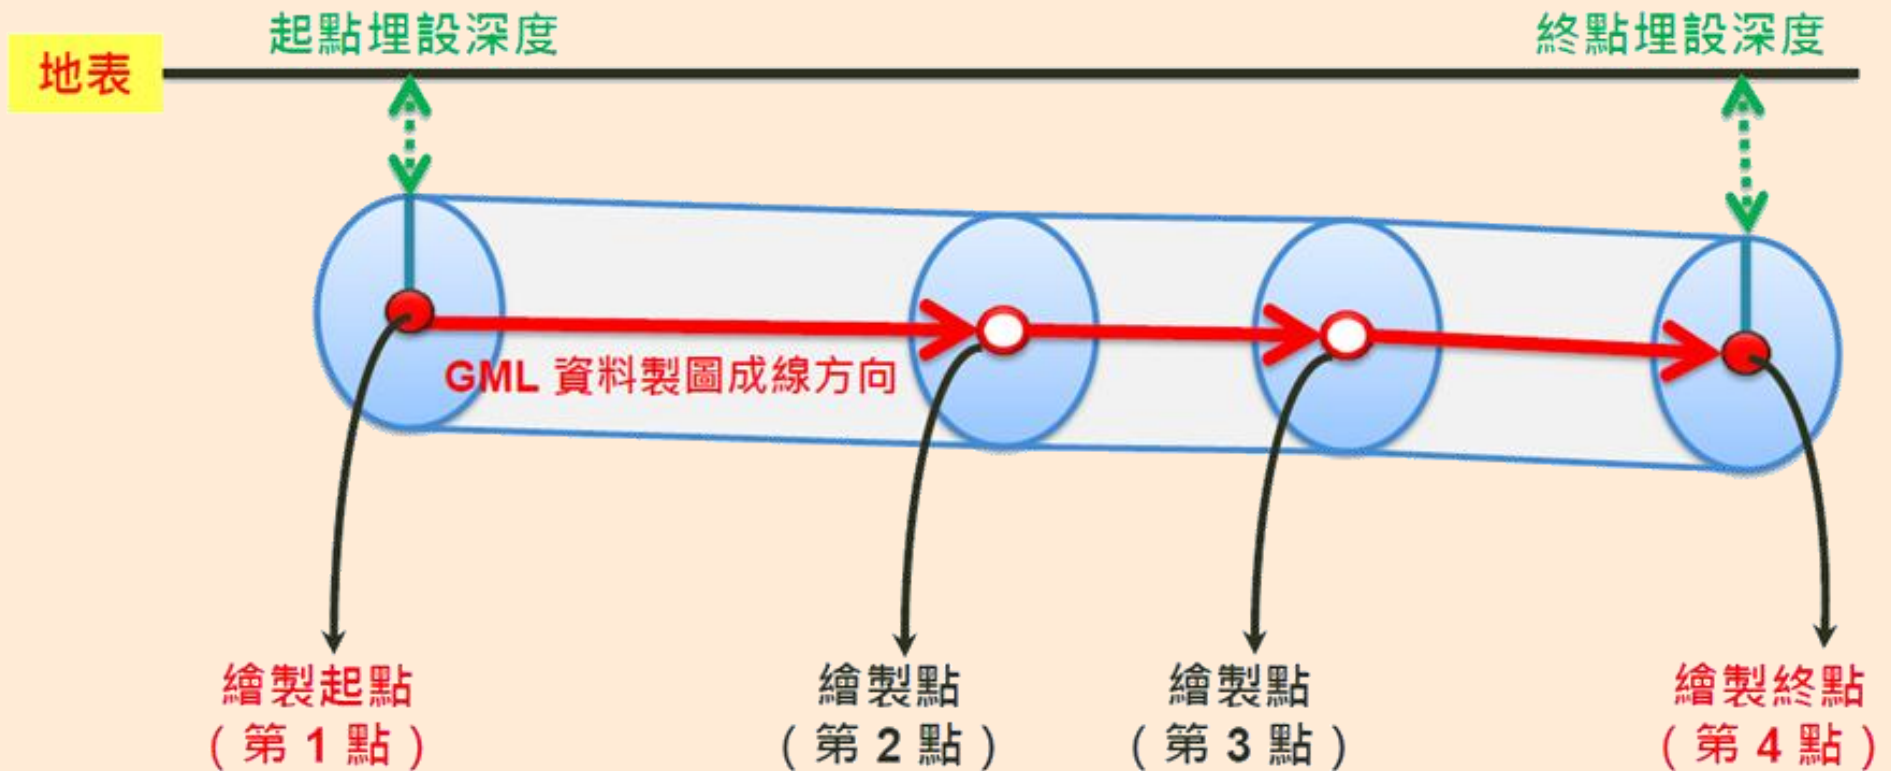 起點埋設深度
終點埋設深度
地表
GML 資料製圖成線方向
繪製起點
（第 1 點）
繪製點
（第 2 點）
繪製點
（第 3 點）
繪製終點
（第 4 點）